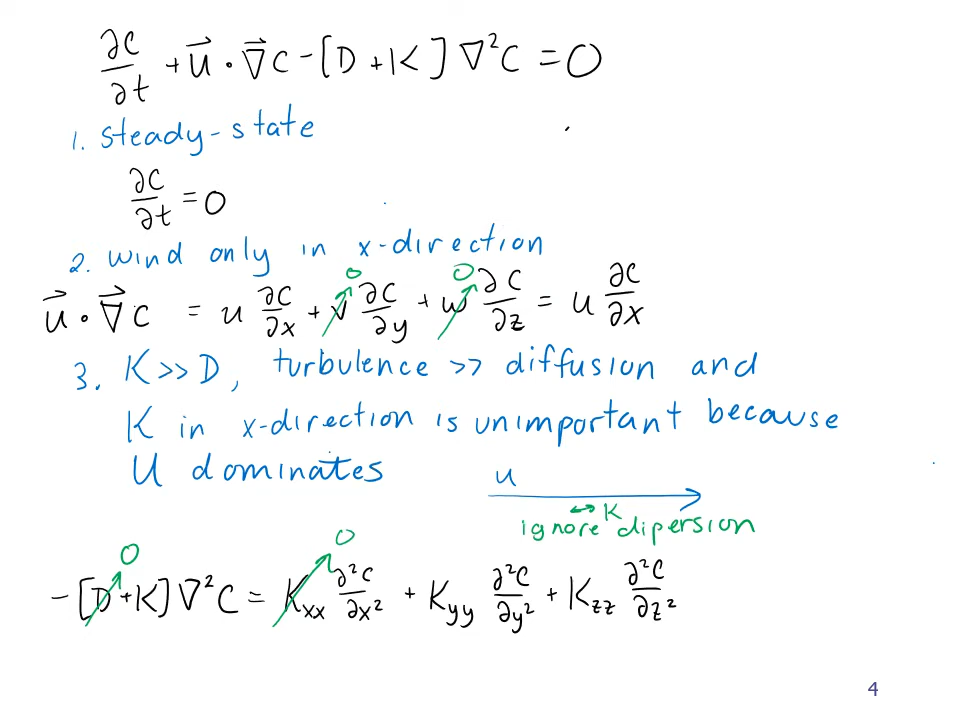 ∂C/∂t + U⃗ · ∇⃗C - [D + K] ∇²C = 0
1. steady-state
∂C/∂t = 0
2. wind only in x-direction
U⃗ · ∇⃗C = u ∂C/∂x + v ∂C/∂y + w ∂C/∂z = u ∂C/∂x
0 0
3. K >> D, turbulence >> diffusion and
K in x-direction is unimportant because
U dominates
u
↔ K
ignore dipersion
0 0
- [D + K] ∇²C = Kxx ∂²C/∂x² + Kyy ∂²C/∂y² + Kzz ∂²C/∂z²
4